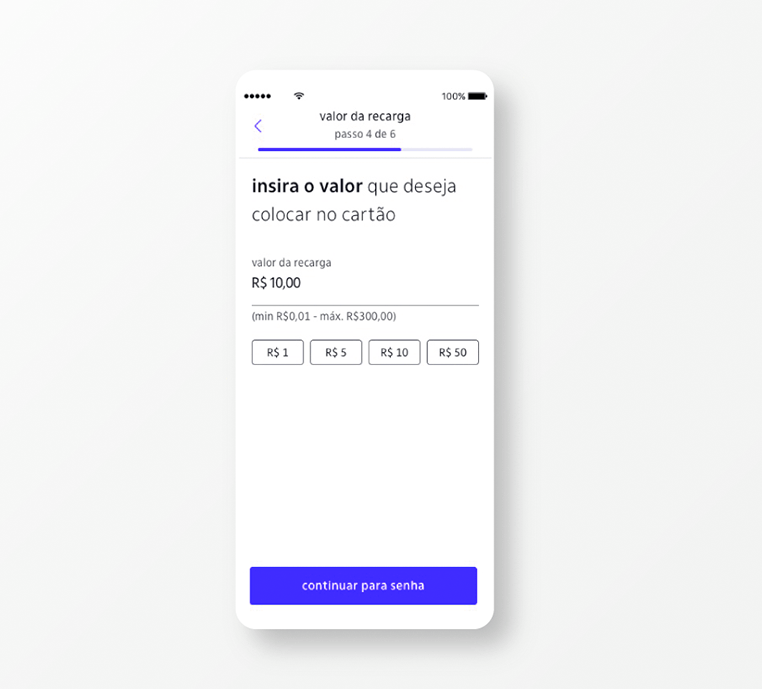 100%
valor da recarga
passo 4 de 6
insira o valor que deseja
colocar no cartão
valor da recarga
R$ 10,00
(min R$0,01 - máx. R$300,00)
R$ 1 R$ 5 R$ 10 R$ 50
continuar para senha